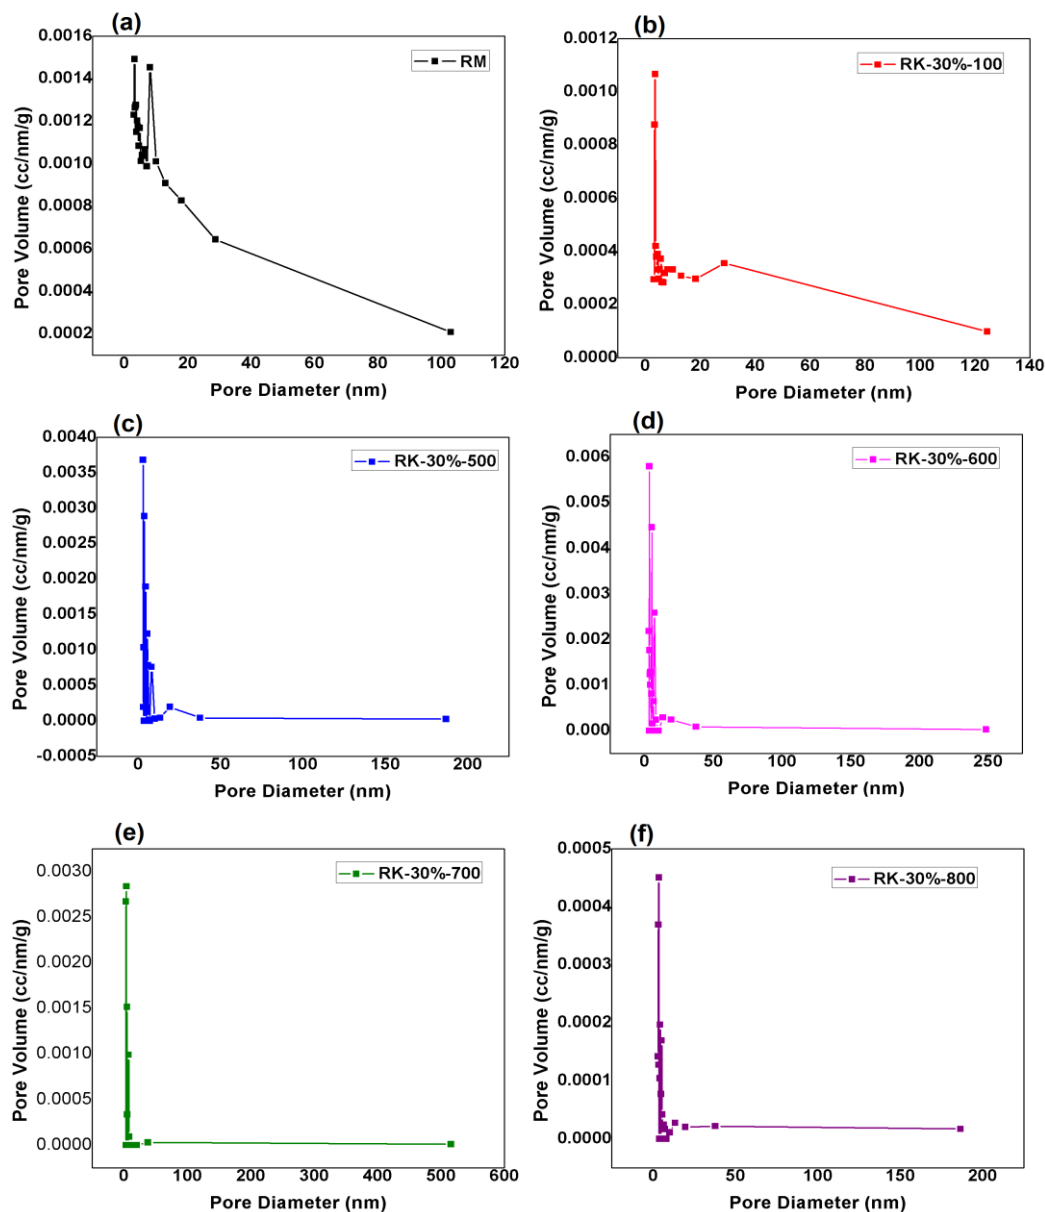 (a)
RM
0.0016
0.0014
0.0012
0.0010
0.0008
0.0006
0.0004
0.0002
0 20 40 60 80 100 120
Pore Volume (cc/nm/g)
Pore Diameter (nm)
(b)
RK-30%-100
0.0012
0.0010
0.0008
0.0006
0.0004
0.0002
0.0000
0 20 40 60 80 100 120 140
Pore Volume (cc/nm/g)
Pore Diameter (nm)
(c)
RK-30%-500
0.0040
0.0035
0.0030
0.0025
0.0020
0.0015
0.0010
0.0005
0.0000
-0.0005
0 50 100 150 200
Pore Volume (cc/nm/g)
Pore Diameter (nm)
(d)
RK-30%-600
0.006
0.005
0.004
0.003
0.002
0.001
0.000
0 50 100 150 200 250
Pore Volume (cc/nm/g)
Pore Diameter (nm)
(e)
RK-30%-700
0.0030
0.0025
0.0020
0.0015
0.0010
0.0005
0.0000
0 100 200 300 400 500 600
Pore Volume (cc/nm/g)
Pore Diameter (nm)
(f)
RK-30%-800
0.0005
0.0004
0.0003
0.0002
0.0001
0.0000
0 50 100 150 200
Pore Volume (cc/nm/g)
Pore Diameter (nm)